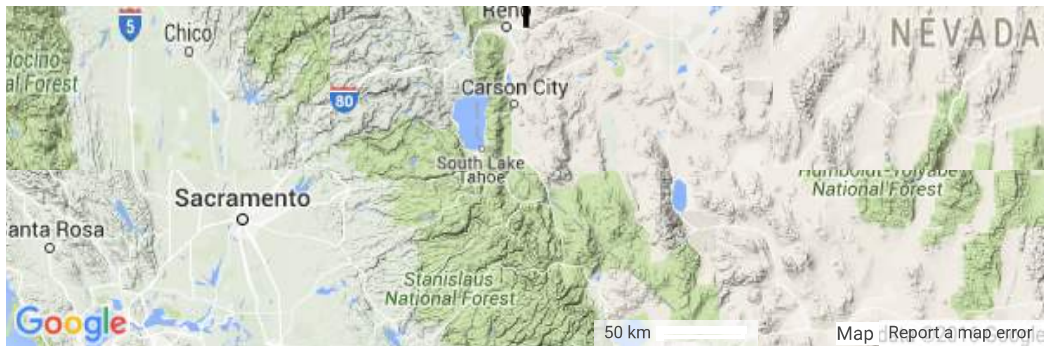 Reno
5
Chico
NEVADA
al Forest
Carson City
80
South Lake
Tahoe
National Forest
Sacramento
anta Rosa
Stanislaus
National Forest
Google
50 km
Map
Report a map error